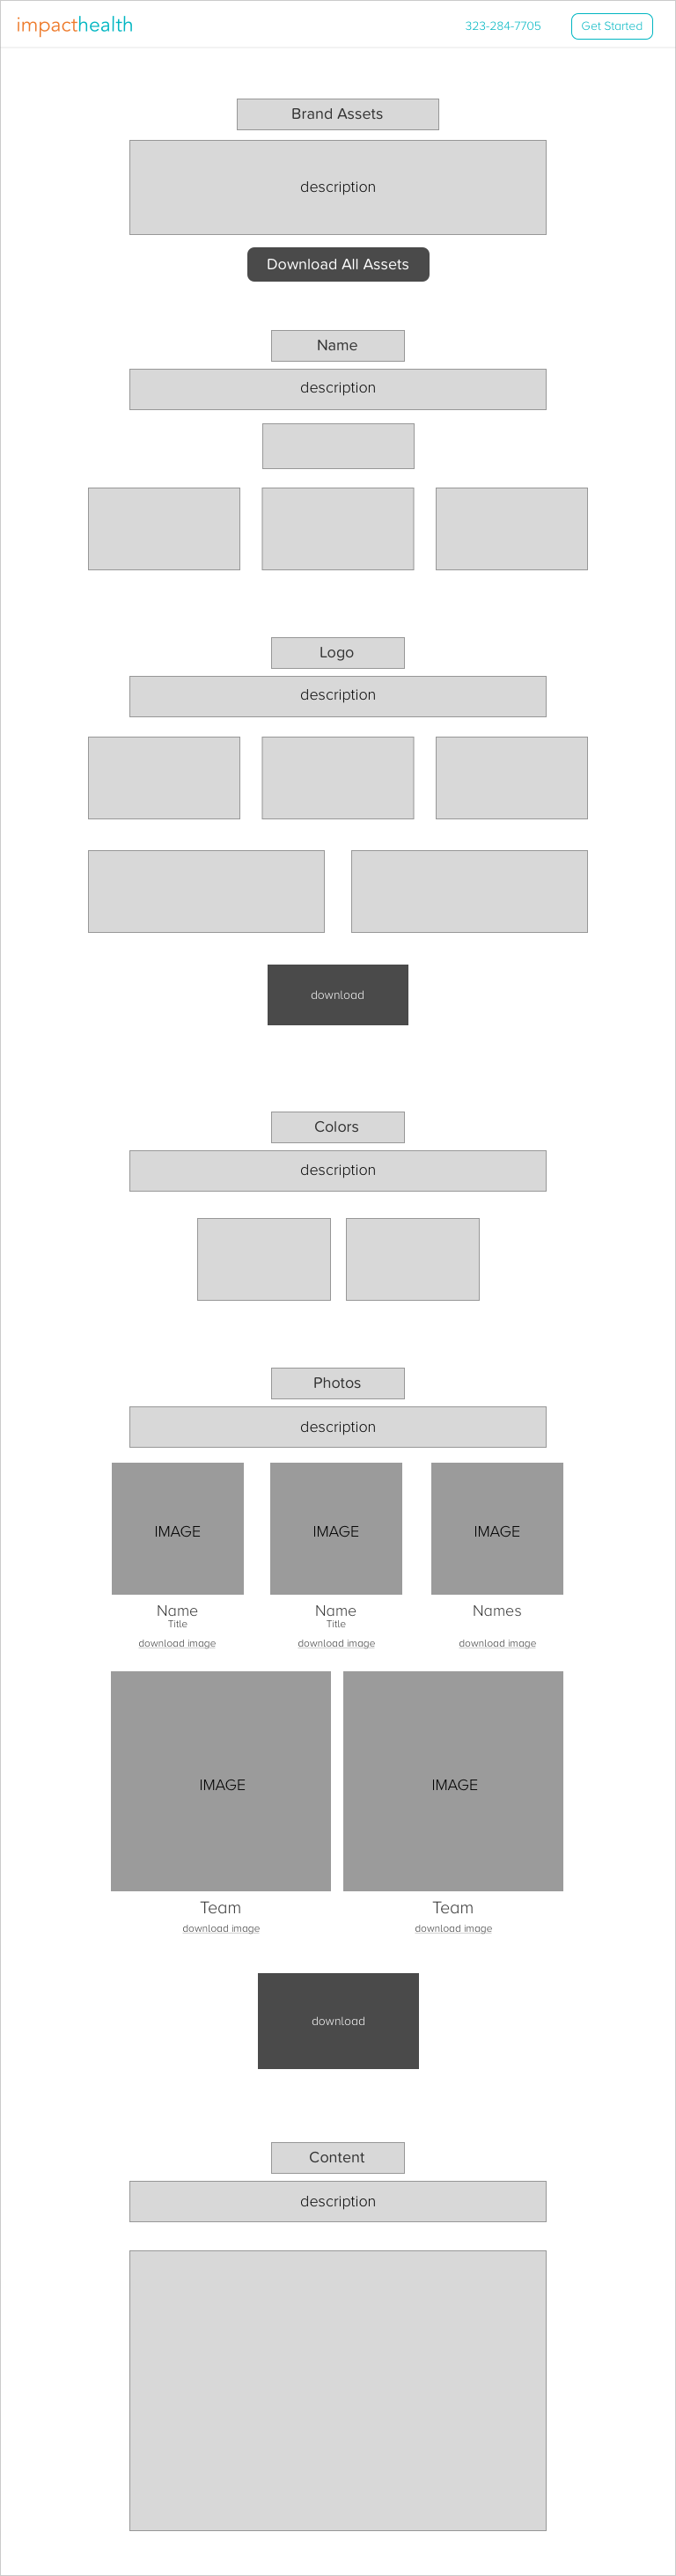 impacthealth
323-284-7705
Get Started
Brand Assets
description
Download All Assets
Name
description
Logo
description
download
Colors
description
Photos
description
IMAGE
IMAGE
IMAGE
Name
Name
Names
Title
Title
download image
download image
download image
IMAGE
IMAGE
Team
Team
download image
download image
download
Content
description